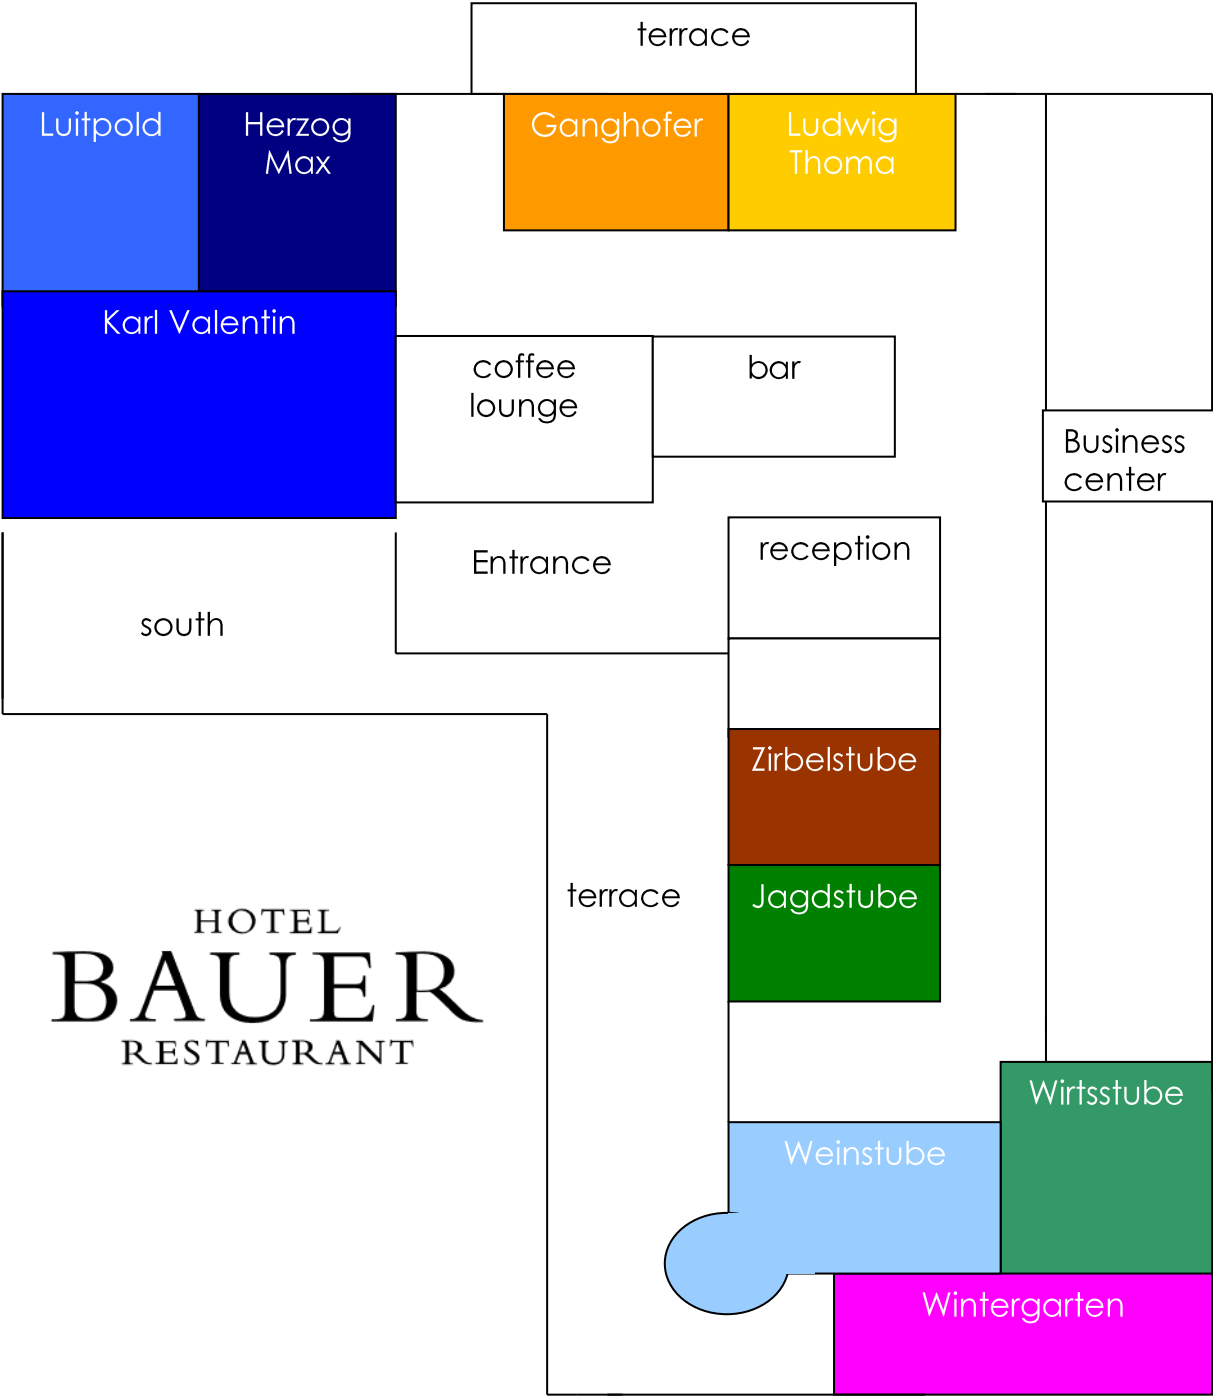 terrace
Luitpold
Herzog
Max
Ganghofer
Ludwig
Thoma
Karl Valentin
coffee
lounge
bar
Business
center
reception
Entrance
south
Zirbelstube
terrace
Jagdstube
HOTEL
BAUER
RESTAURANT
Wirtsstube
Weinstube
Wintergarten